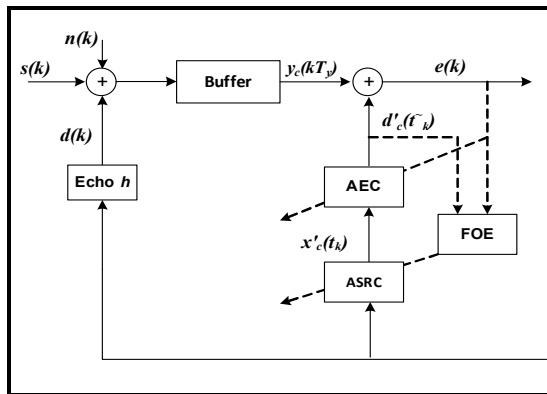 n(k)
s(k)
Buffer
y_c(kT_y)
e(k)
d(k)
d'_c(t~_k)
Echo h
AEC
x'_c(t_k)
FOE
ASRC